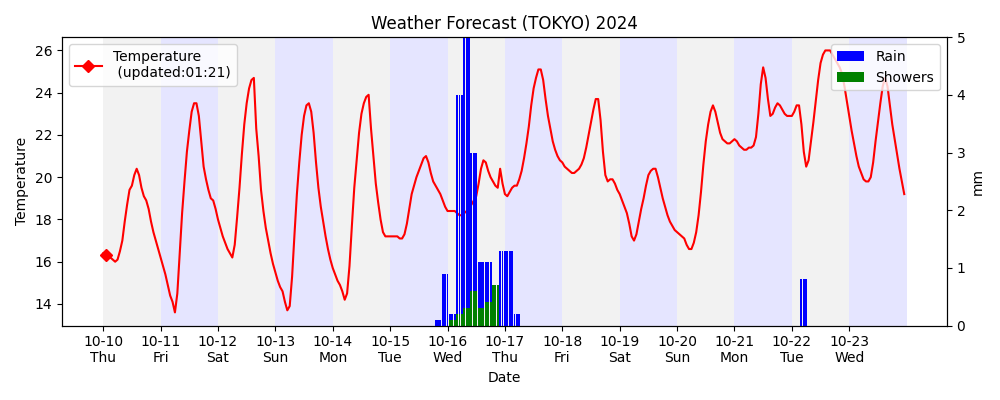 Weather Forecast (TOKYO) 2024
Temperature
(updated:01:21)
Rain
Showers
Temperature
26
24
22
20
18
16
14
5
4
3
2
1
0
mm
10-10 10-11 10-12 10-13 10-14 10-15 10-16 10-17 10-18 10-19 10-20 10-21 10-22 10-23
Thu Fri Sat Sun Mon Tue Wed Thu Fri Sat Sun Mon Tue Wed
Date